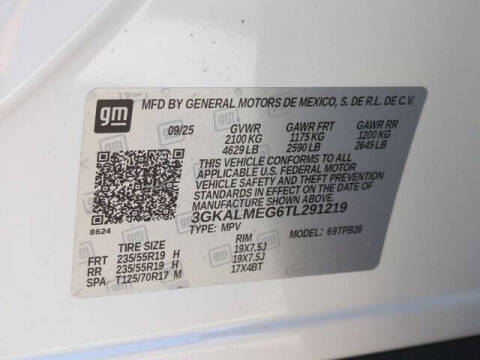 gm
MFD BY GENERAL MOTORS DE MEXICO, S. DE R.L. DE C.V.
09/25 GVWR GAWR FRT GAWR RR
2100 KG 1175 KG 1200 KG
4629 LB 2590 LB 2645 LB
THIS VEHICLE CONFORMS TO ALL
APPLICABLE U.S. FEDERAL MOTOR
VEHICLE SAFETY AND THEFT PREVENTION
STANDARDS IN EFFECT ON THE DATE OF
MANUFACTURE SHOWN ABOVE.
3GKALMEG6TL291219
8624
TYPE: MPV MODEL: 69TPB26
TIRE SIZE RIM
FRT 235/55R19 H 19X7.5J
RR 235/55R19 H 19X7.5J
SPA T125/70R17 M 17X4BT